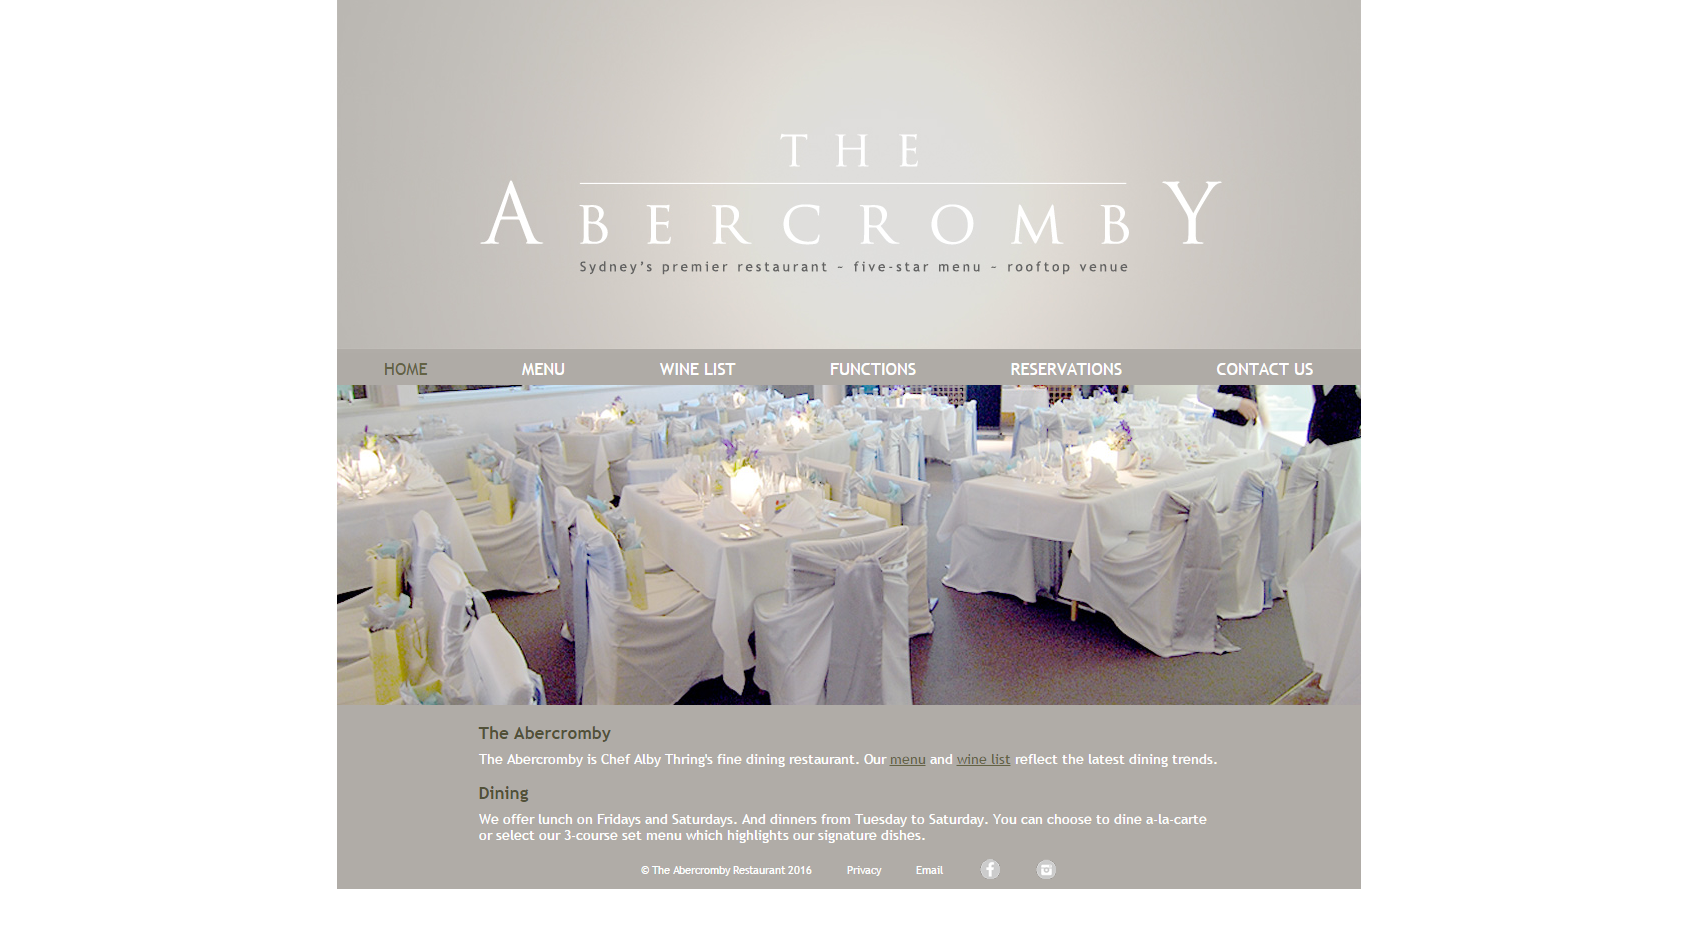 THE
ABERCROMBY
Sydney's premier restaurant ~ five-star menu ~ rooftop venue
HOME MENU WINE LIST FUNCTIONS RESERVATIONS CONTACT US
The Abercromby
The Abercromby is Chef Alby Thring's fine dining restaurant. Our menu and wine list reflect the latest dining trends.
Dining
We offer lunch on Fridays and Saturdays. And dinners from Tuesday to Saturday. You can choose to dine a-la-carte
or select our 3-course set menu which highlights our signature dishes.
© The Abercromby Restaurant 2016 Privacy Email